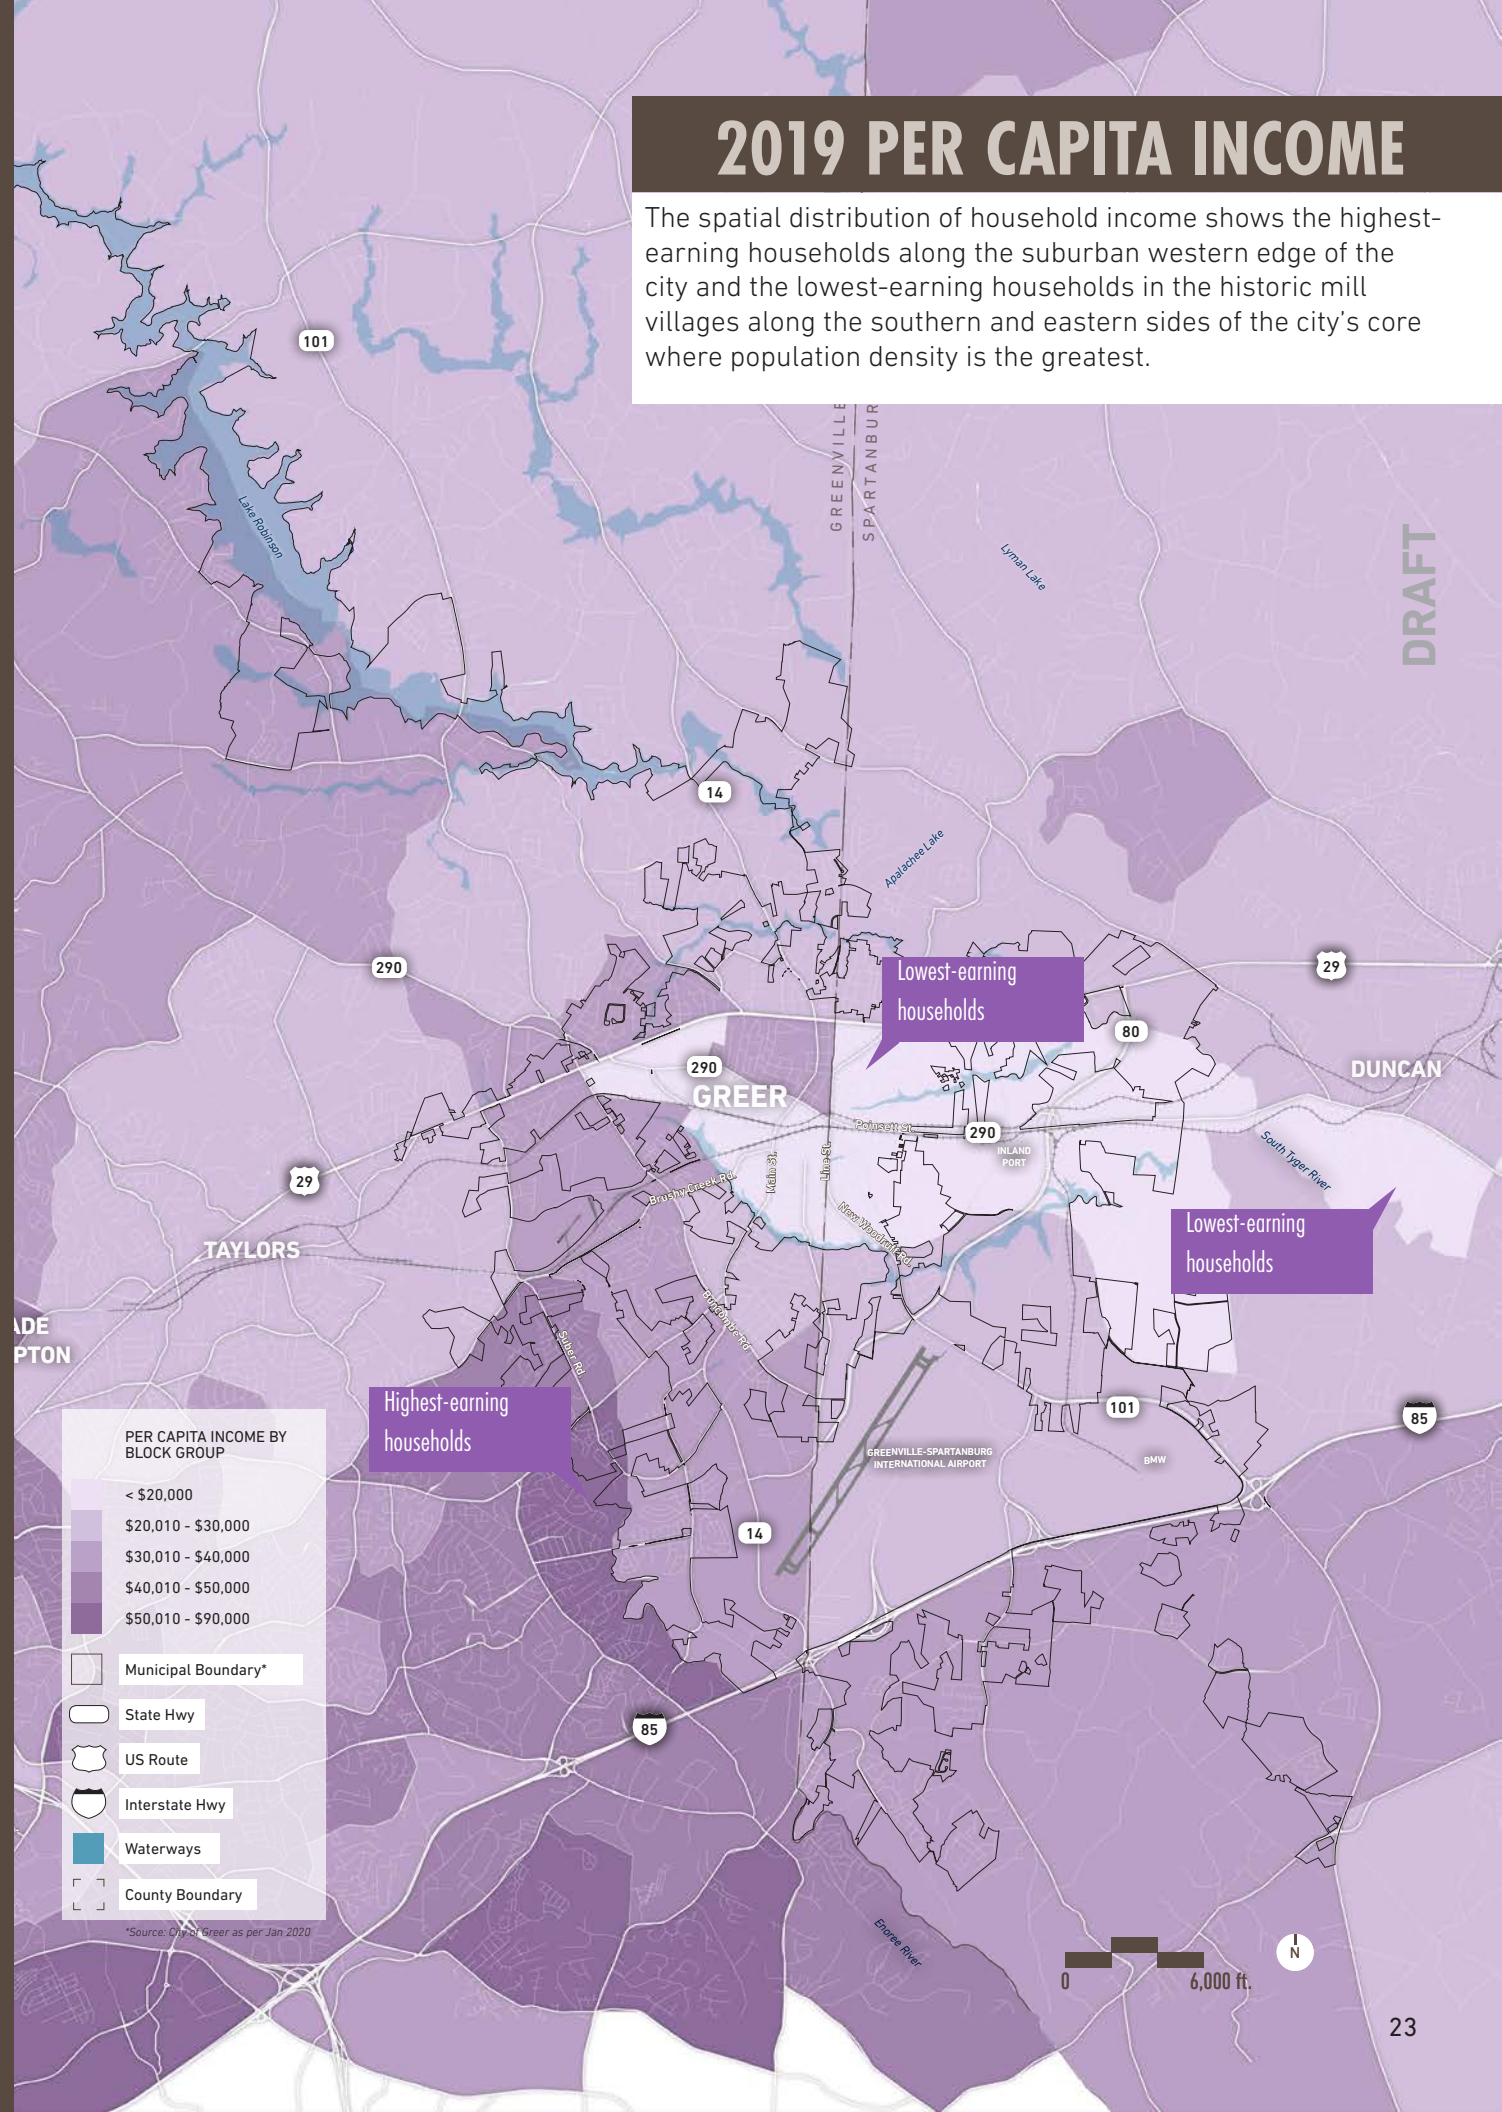 2019 PER CAPITA INCOME
The spatial distribution of household income shows the highest-
earning households along the suburban western edge of the
city and the lowest-earning households in the historic mill
villages along the southern and eastern sides of the city's core
where population density is the greatest.
101
GREENVILLE
SPARTANBUR
Lake Robinson
Lyman Lake
DRAFT
14
Apalachee Lake
290
29
Lowest-earning
households
80
290
DUNCAN
GREER
Poinsett St.
290
INLAND
PORT
South Tyger River
Main St.
Line St.
29
Brushy Creek Rd.
New Woodruff Rd.
Lowest-earning
households
TAYLORS
ADE
PTON
Buncombe Rd
Suber Rd
Highest-earning
households
101
85
GREENVILLE-SPARTANBURG
INTERNATIONAL AIRPORT
BMW
14
PER CAPITA INCOME BY
BLOCK GROUP
< $20,000
$20,010 - $30,000
$30,010 - $40,000
$40,010 - $50,000
$50,010 - $90,000
Municipal Boundary*
State Hwy
US Route
Interstate Hwy
Waterways
County Boundary
*Source: City of Greer as per Jan 2020
85
Enoree River
0
6,000 ft.
N
23